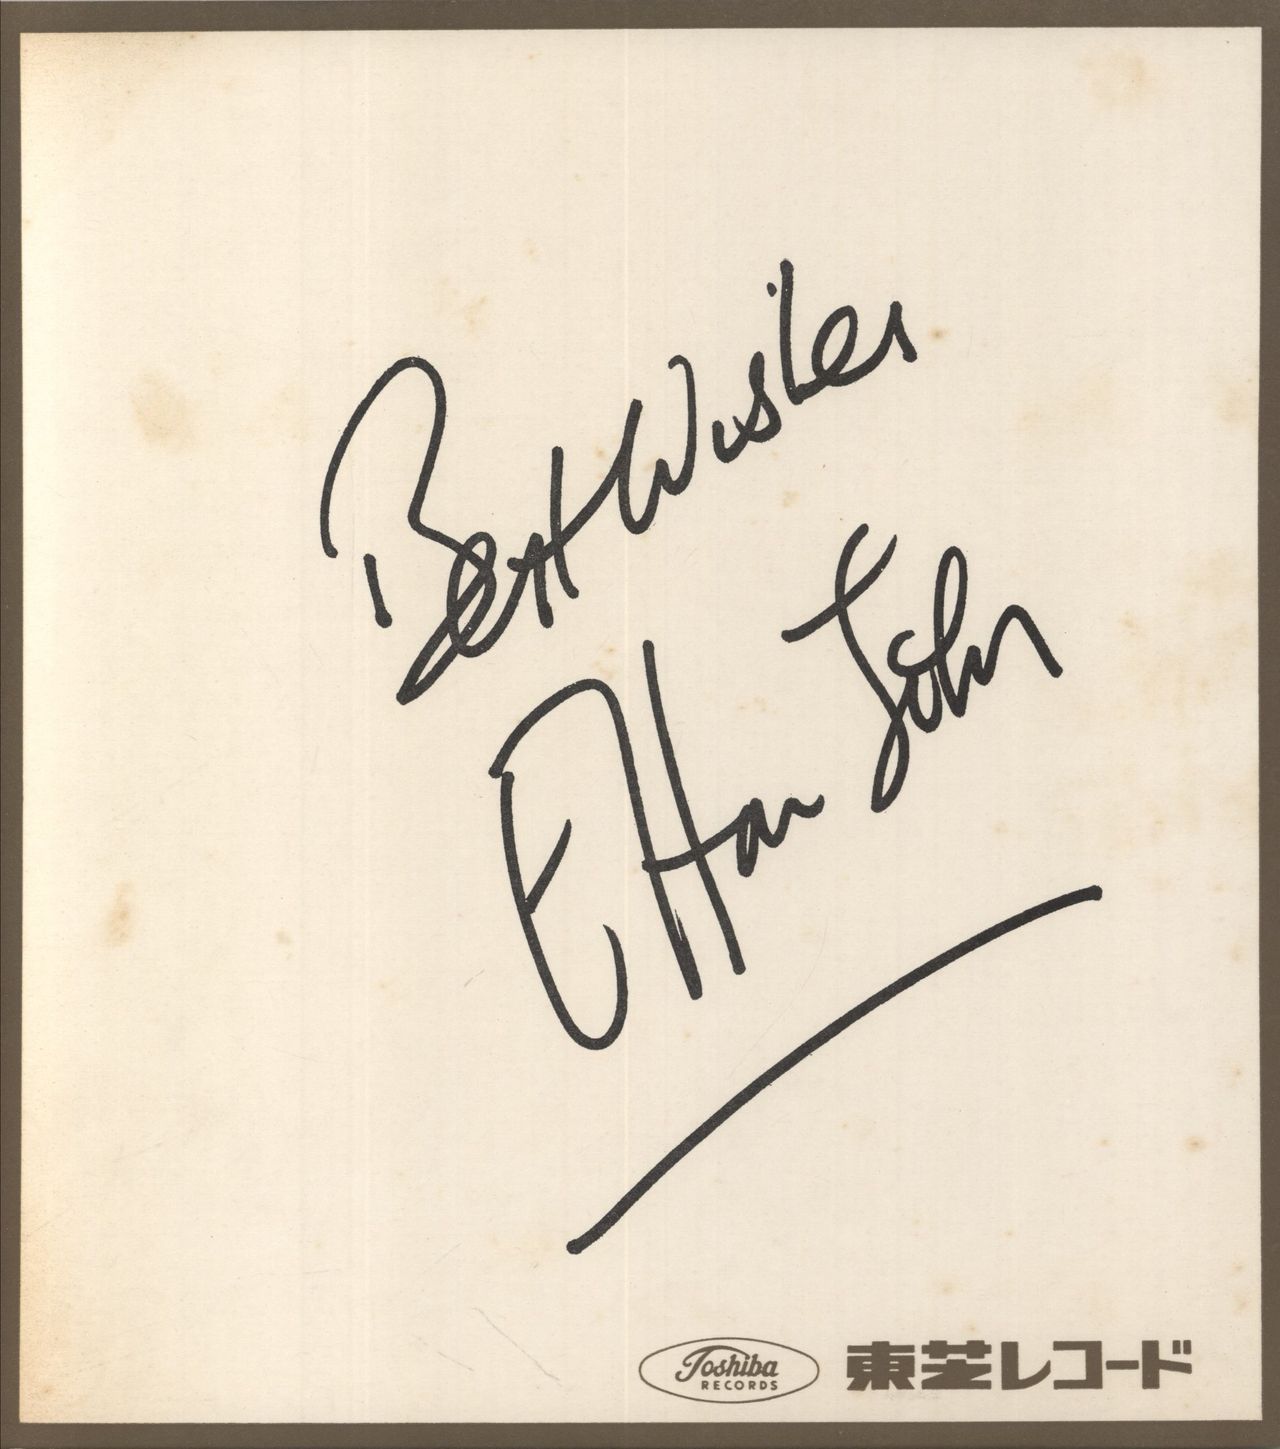 Best Wishes
Elton John
Toshiba
RECORDS
東芝レコード